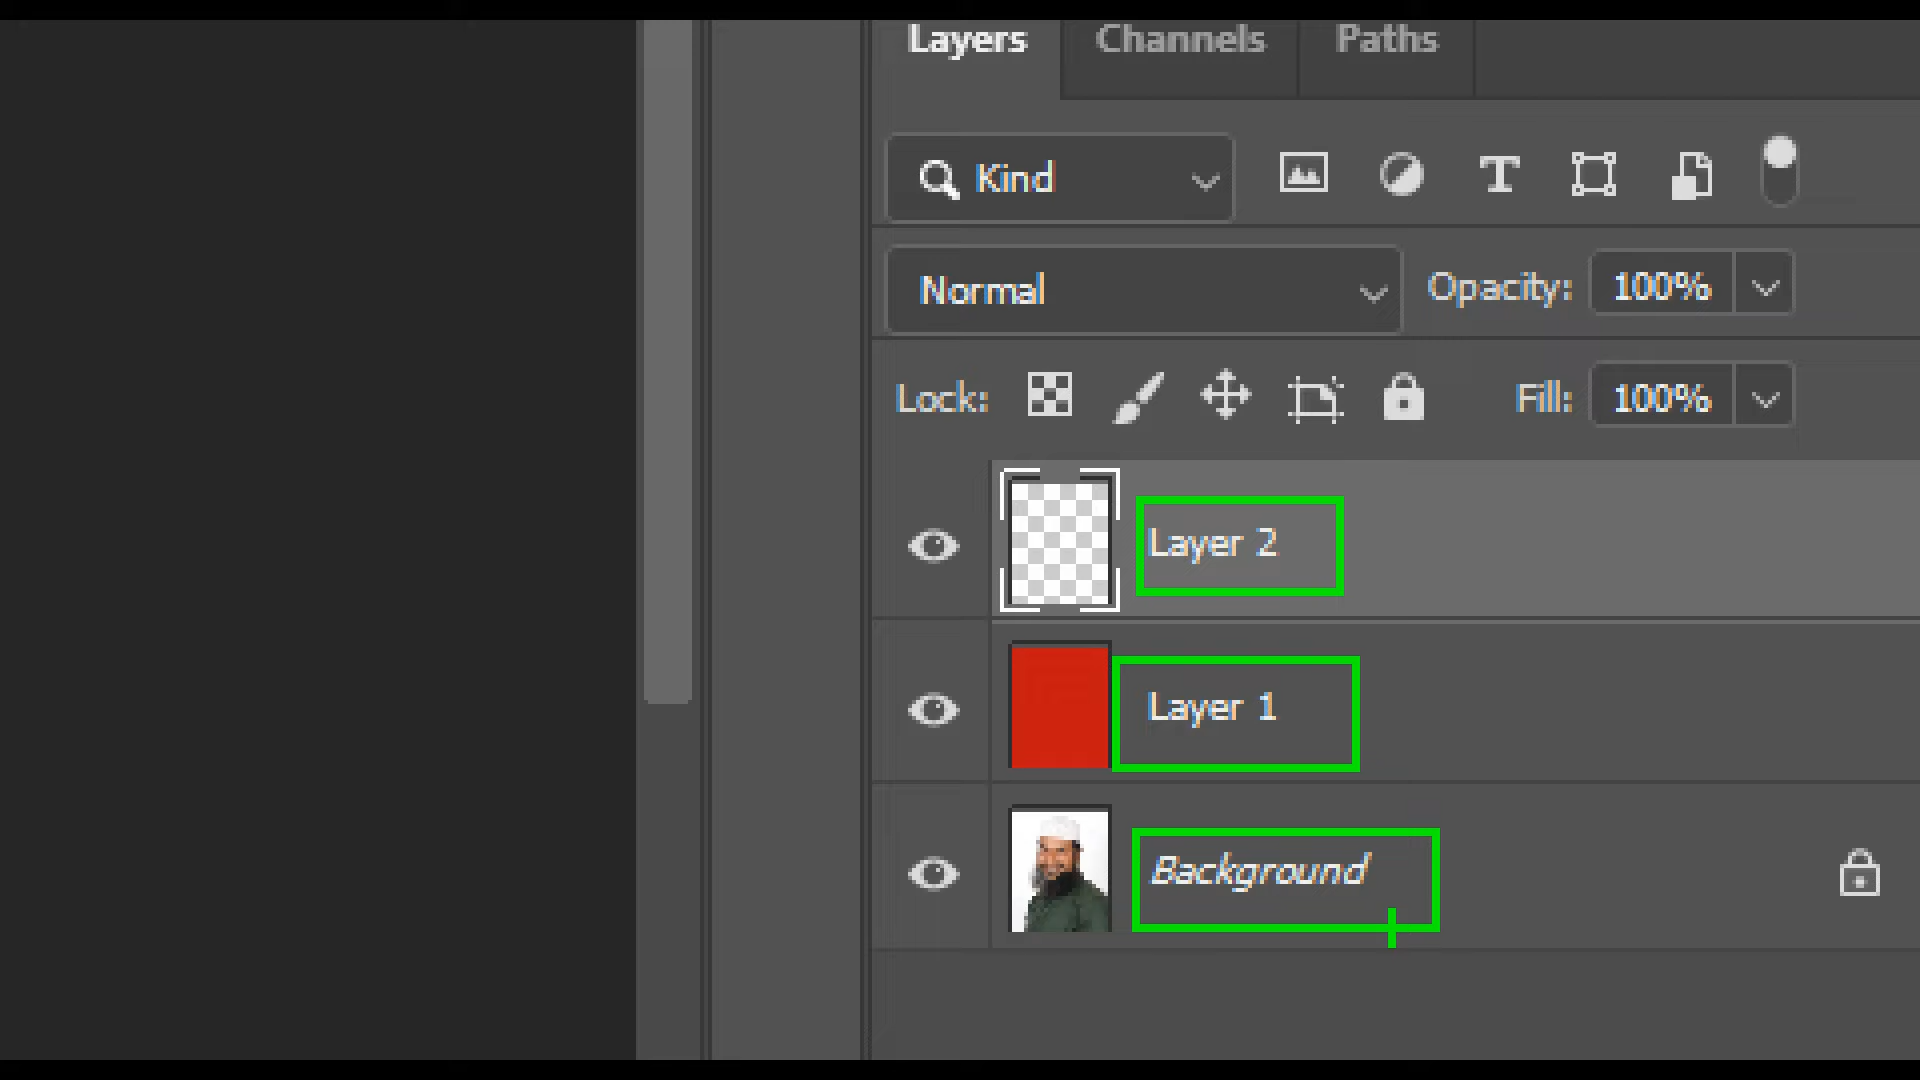 Layers Channels Paths
Kind
Normal Opacity: 100%
Lock: Fill: 100%
Layer 2
Layer 1
Background